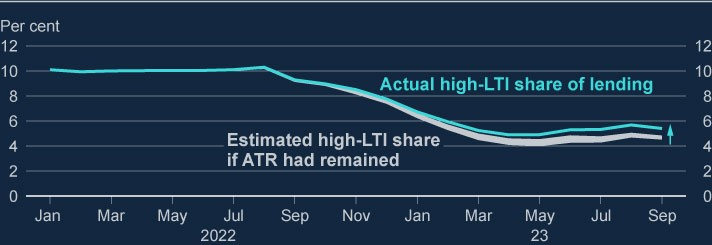 Per cent
12 12
10 10
Actual high-LTI share of lending
8 8
6 6
Estimated high-LTI share
if ATR had remained
4 4
2 2
0 0
Jan Mar May Jul Sep Nov Jan Mar May Jul Sep
2022 23